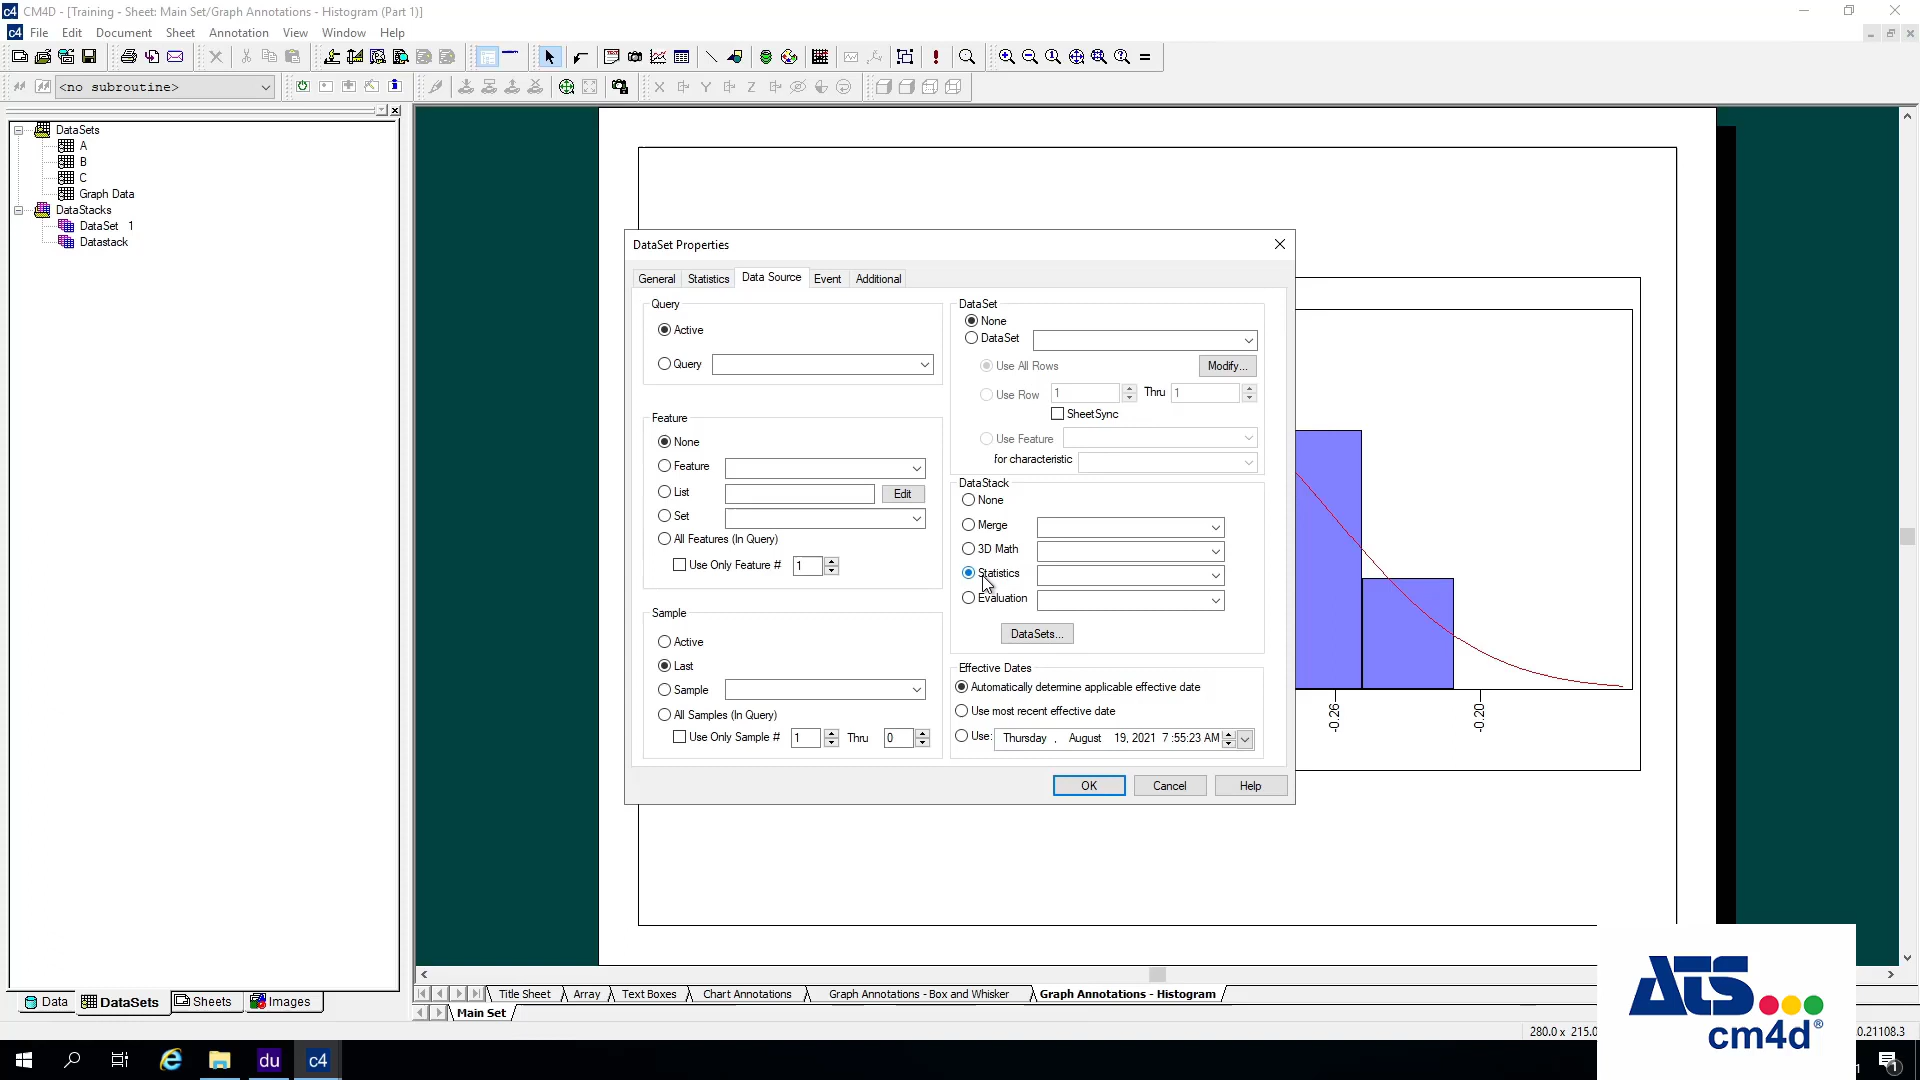 CM4D - [Training - Sheet: Main Set/Graph Annotations - Histogram (Part 1)]
File Edit Document Sheet Annotation View Window Help
<no subroutine>
DataSets
A
B
C
Graph Data
DataStacks
DataSet 1
Datastack
DataSet Properties
General Statistics Data Source Event Additional
Query
Active
Query
Feature
None
Feature
List Edit
Set
All Features (In Query)
Use Only Feature # 1
Sample
Active
Last
Sample
All Samples (In Query)
Use Only Sample # 1 Thru 0
DataSet
None
DataSet
Use All Rows Modify...
Use Row 1 Thru 1
SheetSync
Use Feature
for characteristic
DataStack
None
Merge
3D Math
Statistics
Evaluation
DataSets...
Effective Dates
Automatically determine applicable effective date
Use most recent effective date
Use: Thursday , August 19, 2021 7:55:23 AM
OK Cancel Help
-0.26
-0.20
Data DataSets Sheets Images
Title Sheet Array Text Boxes Chart Annotations Graph Annotations - Box and Whisker Graph Annotations - Histogram
Main Set
280.0 x 215.0
0.21108.3
ATS
cm4d®
du c4
1